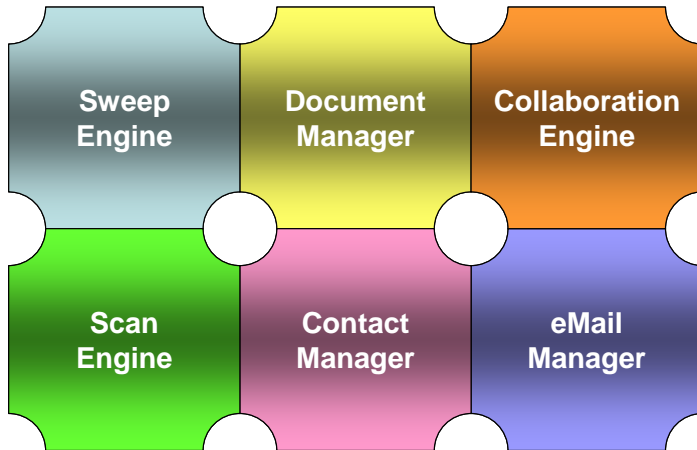 Sweep
Engine
Document
Manager
Collaboration
Engine
Scan
Engine
Contact
Manager
eMail
Manager